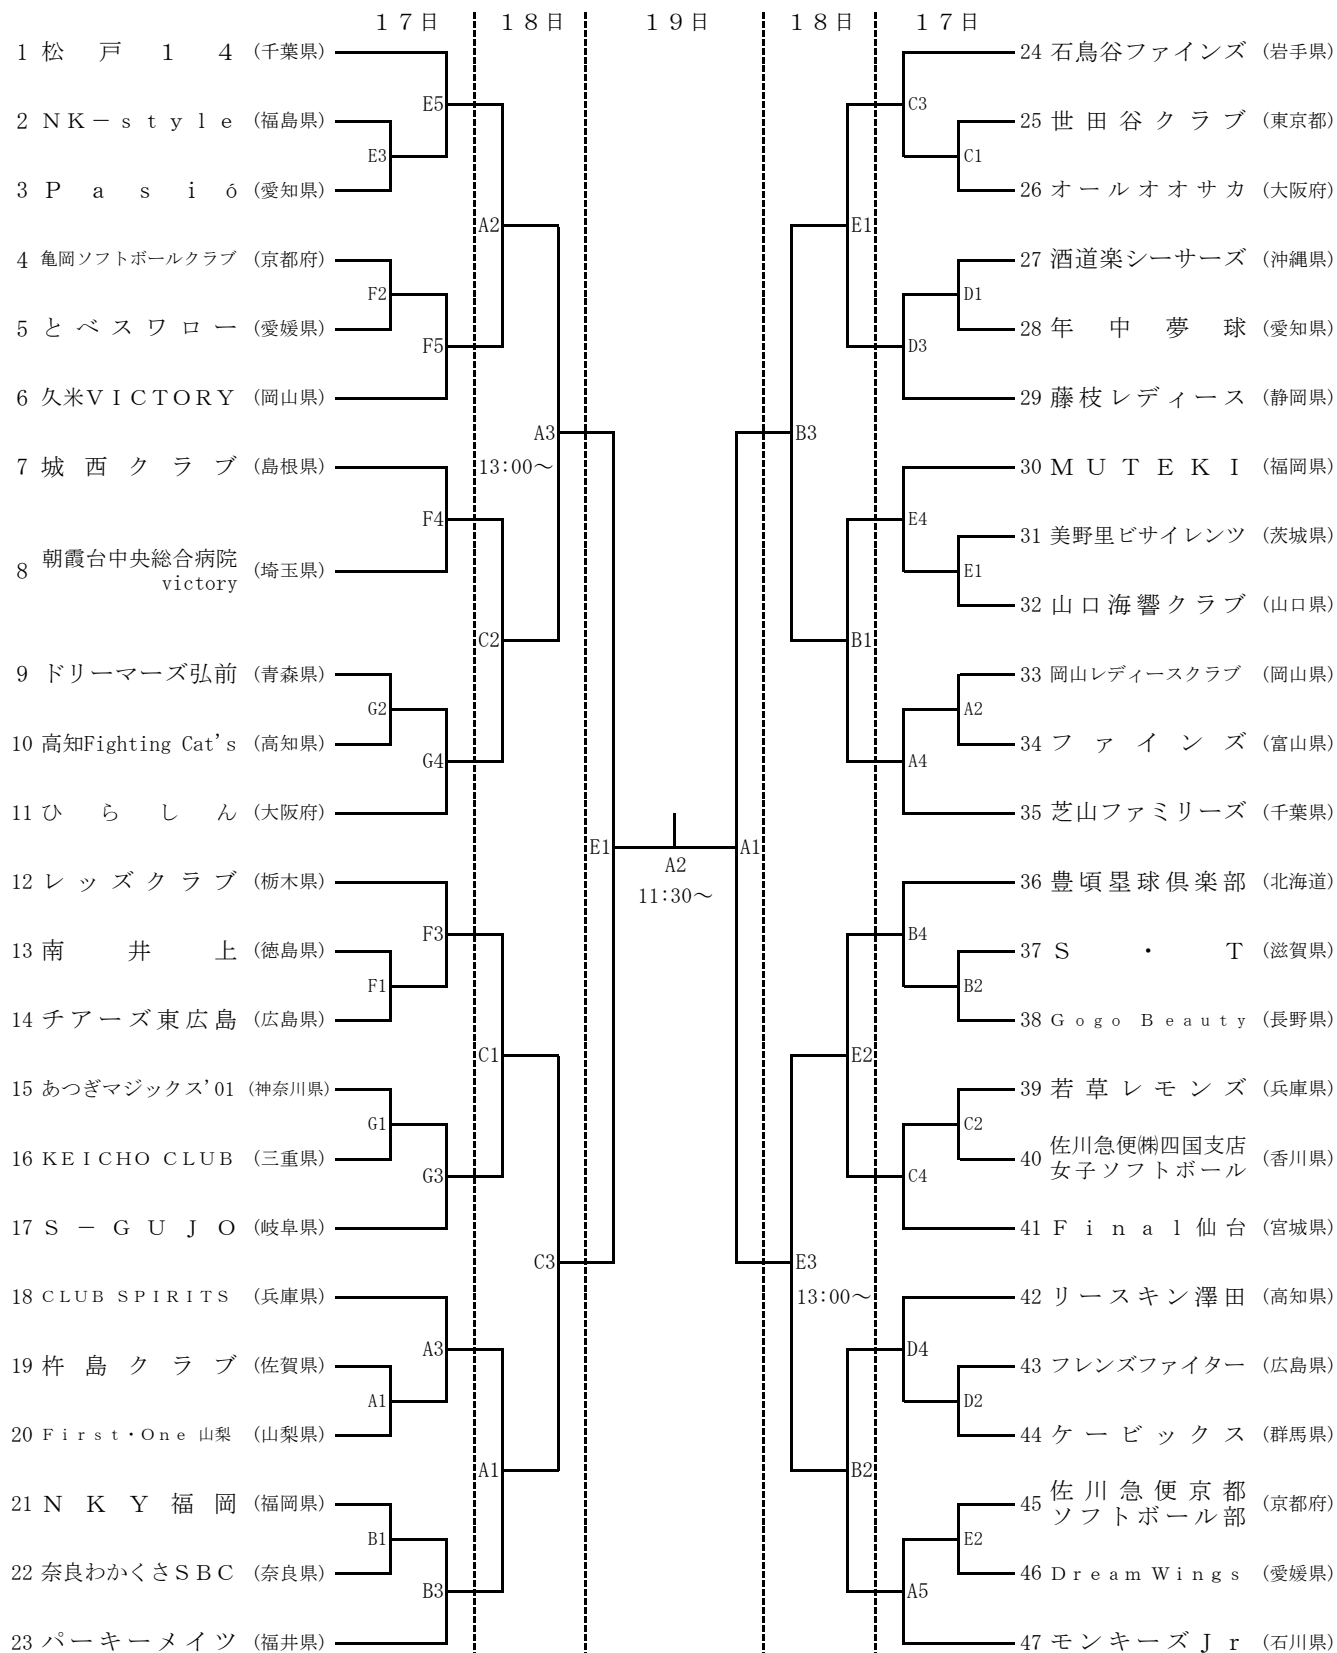 １７日 １８日 １９日 １８日 １７日
1 松戸１４ (千葉県)
E5
2 ＮＫ－ｓｔｙｌｅ (福島県)
E3
3 Ｐａｓｉó (愛知県)
A2
4 亀岡ソフトボールクラブ (京都府)
F2
5 とべスワロー (愛媛県)
F5
6 久米ＶＩＣＴＯＲＹ (岡山県)
A3
13:00～
7 城西クラブ (島根県)
F4
8 朝霞台中央総合病院
victory (埼玉県)
C2
9 ドリーマーズ弘前 (青森県)
G2
10 高知Fighting Cat's (高知県)
G4
11 ひらしん (大阪府)
E1
12 レッズクラブ (栃木県)
F3
13 南井上 (徳島県)
F1
14 チアーズ東広島 (広島県)
C1
15 あつぎマジックス'01 (神奈川県)
G1
16 ＫＥＩＣＨＯ ＣＬＵＢ (三重県)
G3
17 Ｓ－ＧＵＪＯ (岐阜県)
C3
18 ＣＬＵＢ ＳＰＩＲＩＴＳ (兵庫県)
A3
19 杵島クラブ (佐賀県)
A1
20 Ｆｉｒｓｔ・Ｏｎｅ 山梨 (山梨県)
A1
21 ＮＫＹ福岡 (福岡県)
B1
22 奈良わかくさＳＢＣ (奈良県)
B3
23 パーキーメイツ (福井県)
A2
11:30～
24 石鳥谷ファインズ (岩手県)
C3
25 世田谷クラブ (東京都)
C1
26 オールオオサカ (大阪府)
E1
27 酒道楽シーサーズ (沖縄県)
D1
28 年中夢球 (愛知県)
D3
29 藤枝レディース (静岡県)
B3
30 ＭＵＴＥＫＩ (福岡県)
E4
31 美野里ビサイレンツ (茨城県)
E1
32 山口海響クラブ (山口県)
B1
33 岡山レディースクラブ (岡山県)
A2
34 ファインズ (富山県)
A4
35 芝山ファミリーズ (千葉県)
A1
36 豊頃塁球倶楽部 (北海道)
B4
37 Ｓ・Ｔ (滋賀県)
B2
38 Ｇｏｇｏ Ｂｅａｕｔｙ (長野県)
E2
39 若草レモンズ (兵庫県)
C2
40 佐川急便㈱四国支店
女子ソフトボール (香川県)
C4
41 Ｆｉｎａｌ仙台 (宮城県)
E3
13:00～
42 リースキン澤田 (高知県)
D4
43 フレンズファイター (広島県)
D2
44 ケービックス (群馬県)
B2
45 佐川急便京都
ソフトボール部 (京都府)
E2
46 ＤｒｅａｍＷｉｎｇｓ (愛媛県)
A5
47 モンキーズＪｒ (石川県)